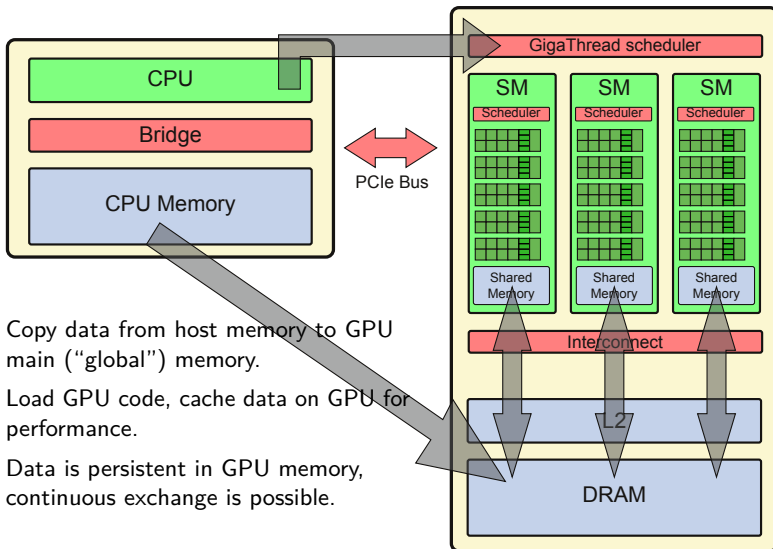 CPU
Bridge
CPU Memory
PCIe Bus
GigaThread scheduler
SM
Scheduler
Shared
Memory
SM
Scheduler
Shared
Memory
SM
Scheduler
Shared
Memory
Interconnect
L2
DRAM
Copy data from host memory to GPU
main (“global”) memory.
Load GPU code, cache data on GPU for
performance.
Data is persistent in GPU memory,
continuous exchange is possible.